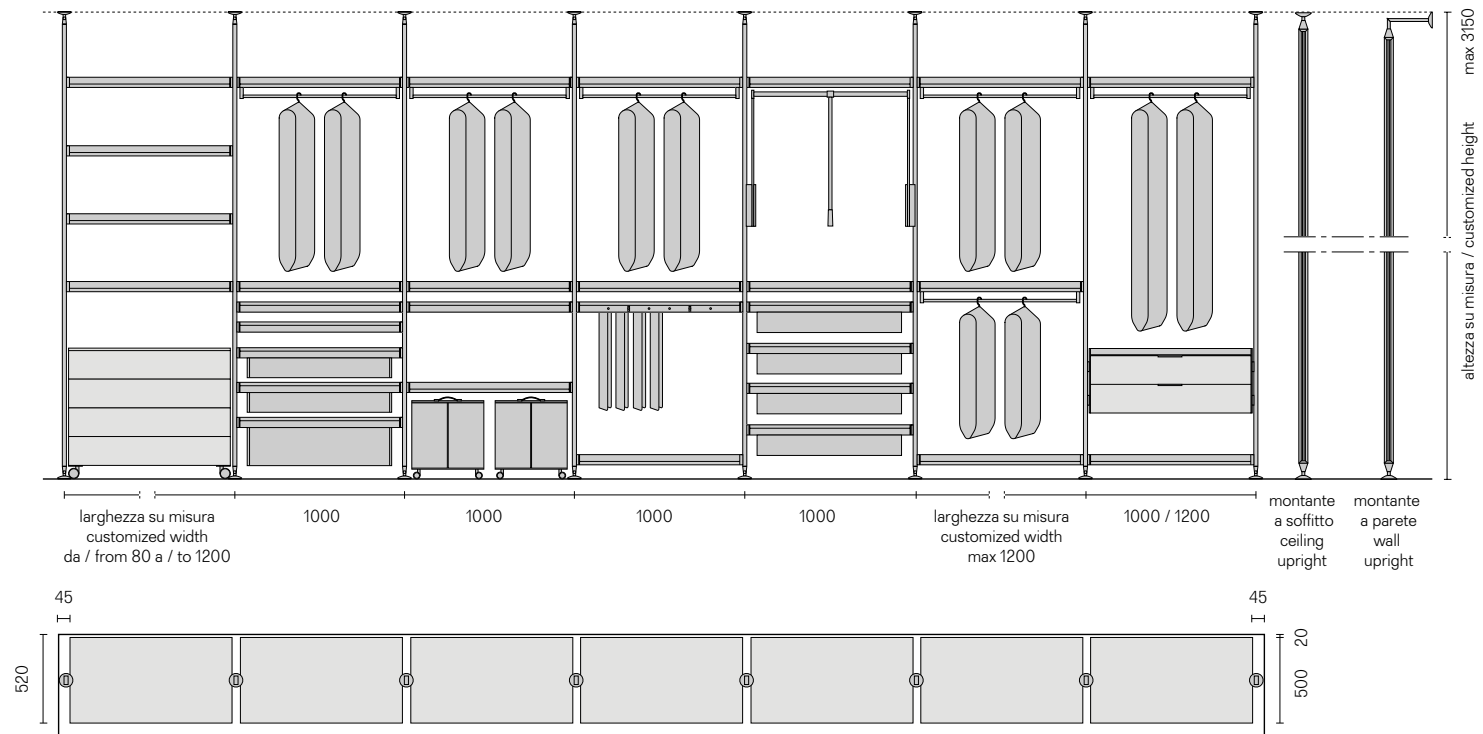 max 3150
altezza su misura / customized height
larghezza su misura
customized width
da / from 80 a / to 1200
1000
1000
1000
1000
larghezza su misura
customized width
max 1200
1000 / 1200
montante
a soffitto
ceiling
upright
montante
a parete
wall
upright
45
45
520
20
500